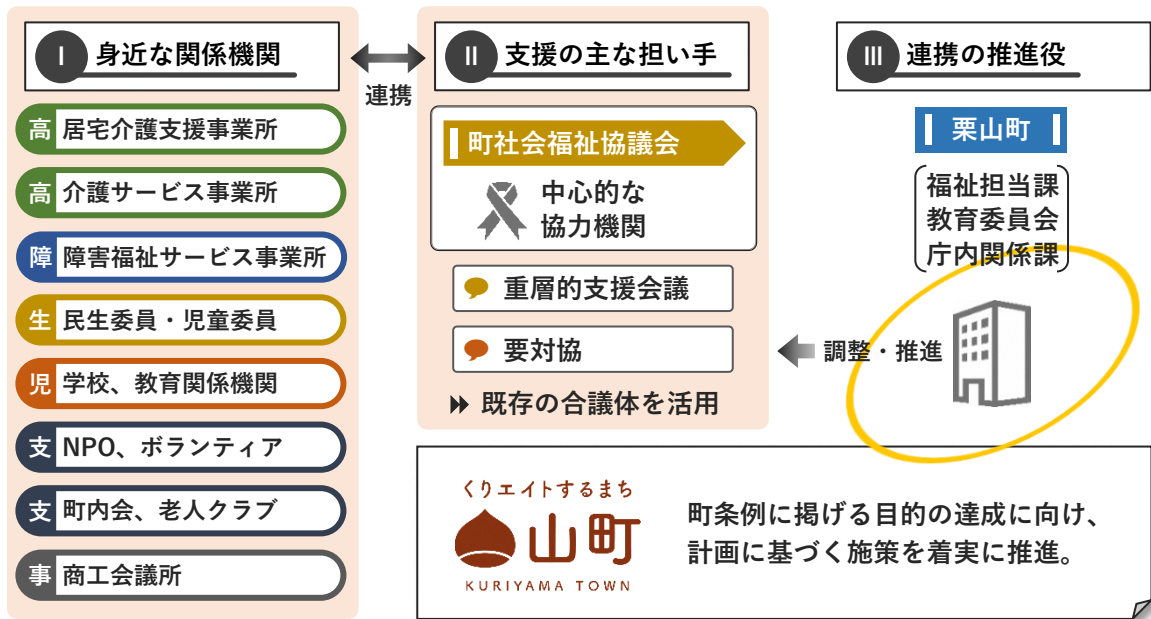 Ⅰ 身近な関係機関
高 居宅介護支援事業所
高 介護サービス事業所
障 障害福祉サービス事業所
生 民生委員・児童委員
児 学校、教育関係機関
支 NPO、ボランティア
支 町内会、老人クラブ
事 商工会議所
連携
Ⅱ 支援の主な担い手
町社会福祉協議会
中心的な
協力機関
重層的支援会議
要対協
既存の合議体を活用
Ⅲ 連携の推進役
栗山町
福祉担当課
教育委員会
庁内関係課
調整・推進
くりエイトするまち
山町
KURIYAMA TOWN
町条例に掲げる目的の達成に向け、
計画に基づく施策を着実に推進。